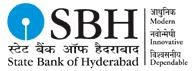 SBH
स्टेट बैंक ऑफ हैदराबाद
State Bank of Hyderabad
आधुनिक
Modern
नवोन्मेषी
Innovative
विश्वसनीय
Dependable